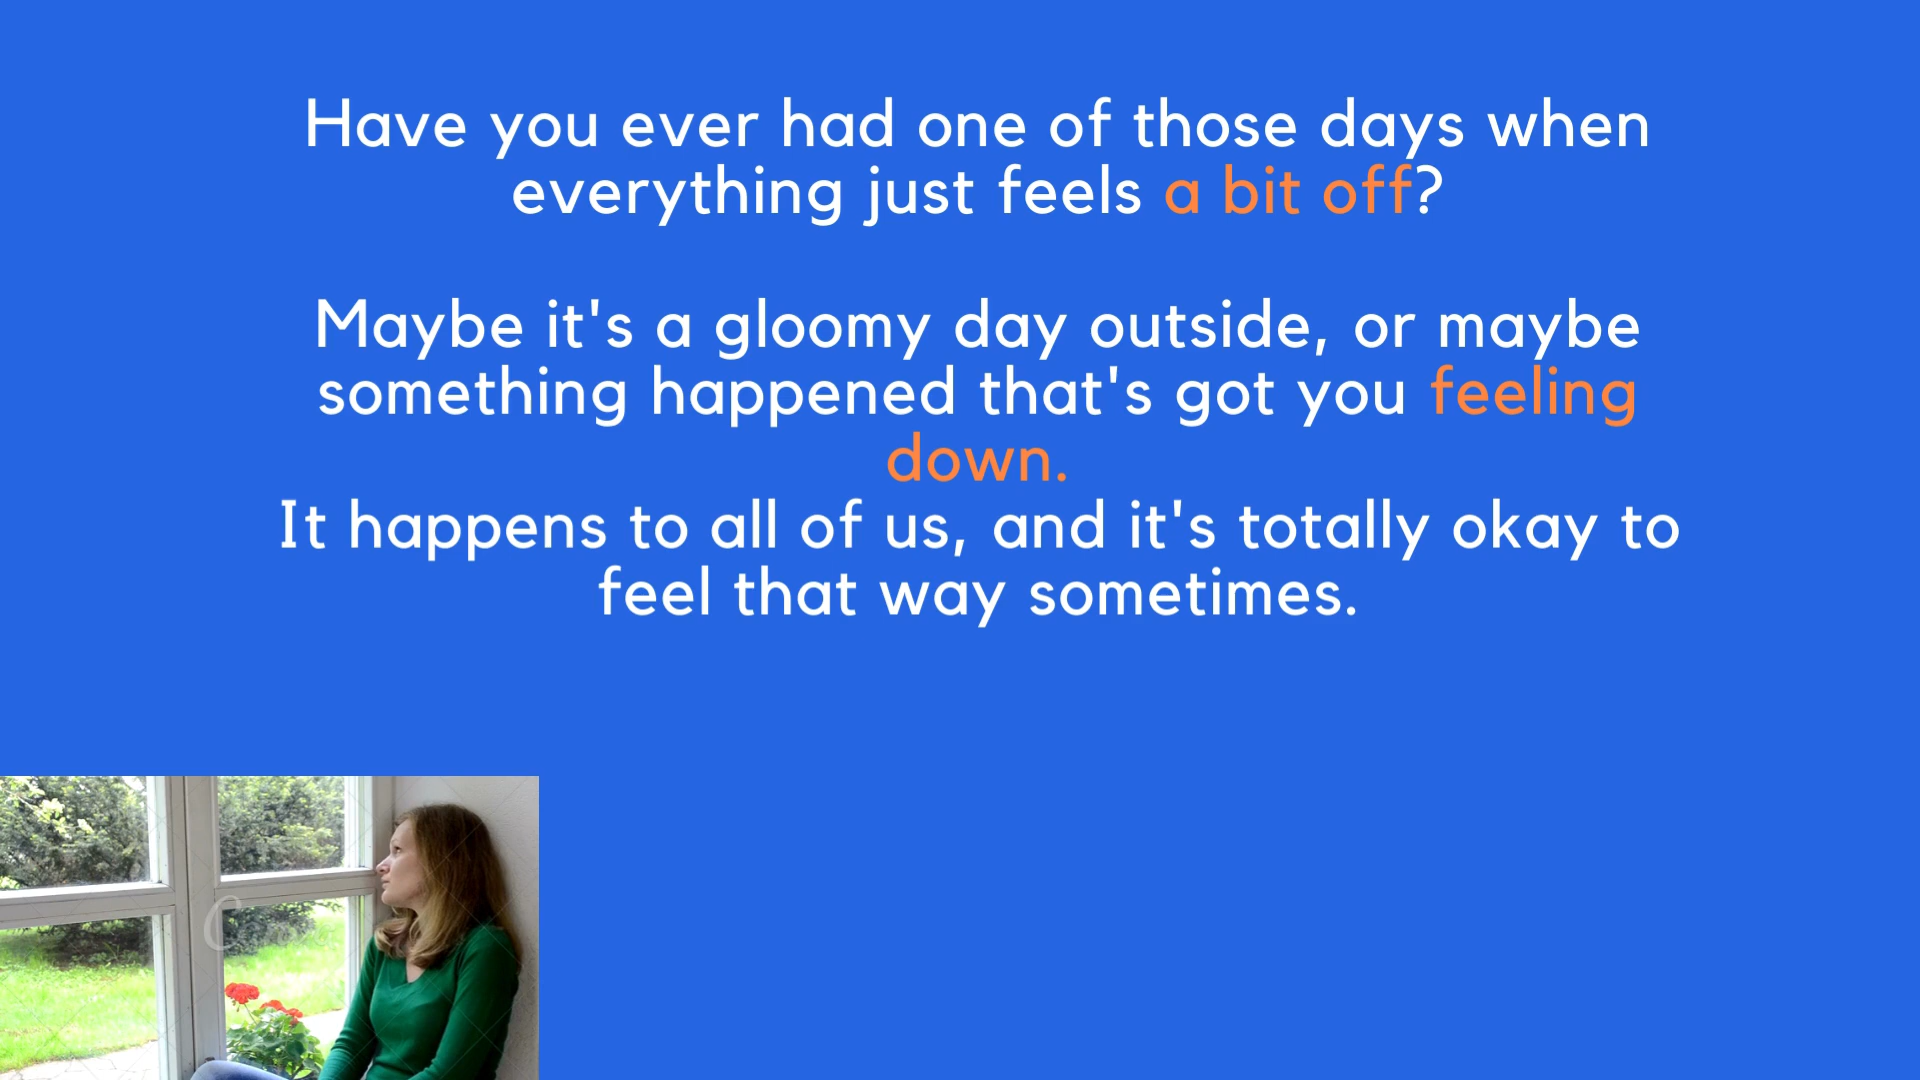 Have you ever had one of those days when
everything just feels a bit off?
Maybe it's a gloomy day outside, or maybe
something happened that's got you feeling
down.
It happens to all of us, and it's totally okay to
feel that way sometimes.